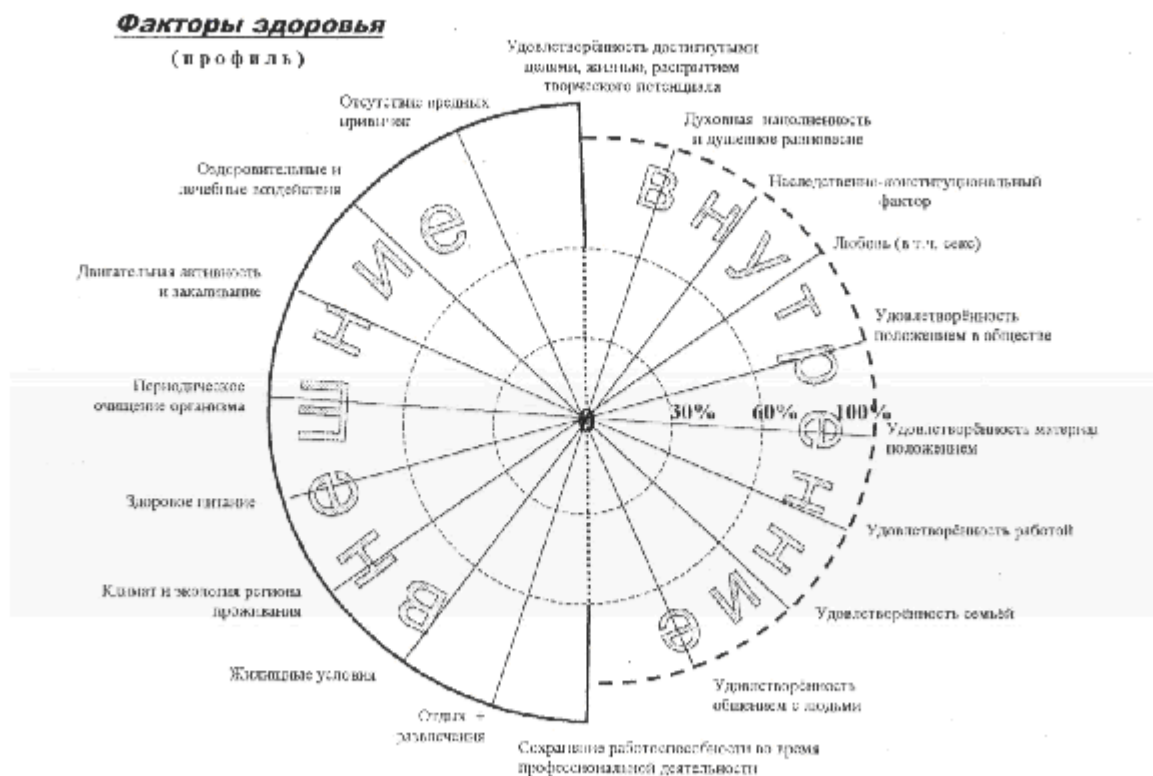 Факторы здоровья
(профиль)
Удовлетворённость достигнутыми
целями, жизнью, раскрытием
творческого потенциала
Духовная наполненность
и душевное равновесие
Наследственно-конституциональный
фактор
Любовь (в т.ч. секс)
Удовлетворённость
положением в обществе
Удовлетворённость материал
положением
Удовлетворённость работой
Удовлетворённость семьёй
Удовлетворённость
общением с людьми
Сохранение работоспособности во время
профессиональной деятельности
Отдых +
развлечения
Жилищные условия
Климат и экология региона
проживания
Здоровое питание
Периодическое
очищение организма
Двигательная активность
и закаливание
Оздоровительные и
лечебные воздействия
Отсутствие вредных
привычек
внешние
внутренние
0 30% 60% 100%